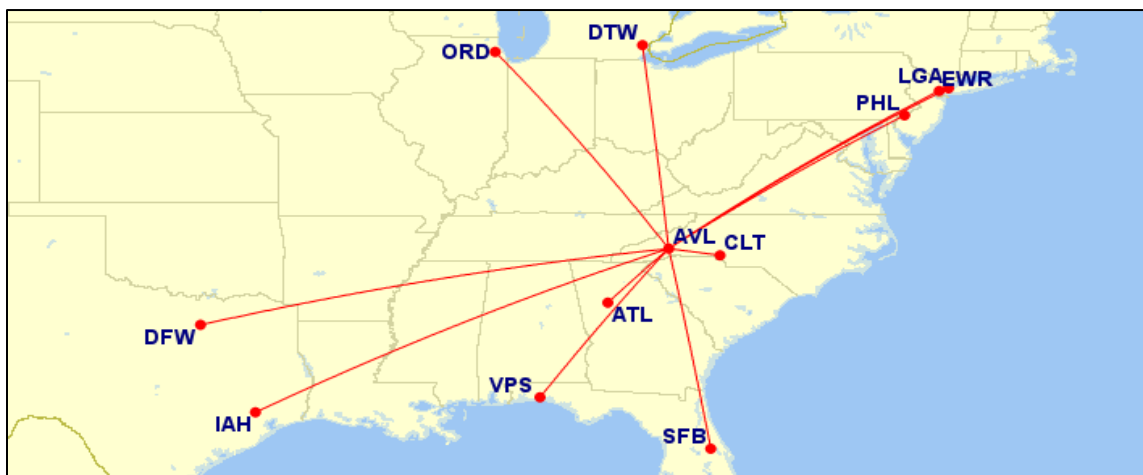 DTW
ORD
LGA EWR
PHL
AVL
CLT
ATL
DFW
VPS
IAH
SFB